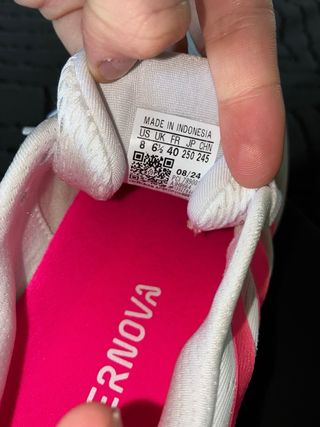 MADE IN INDONESIA
US UK FR JP CHN
8 6½ 40 250 245
08/24
ERNOVA